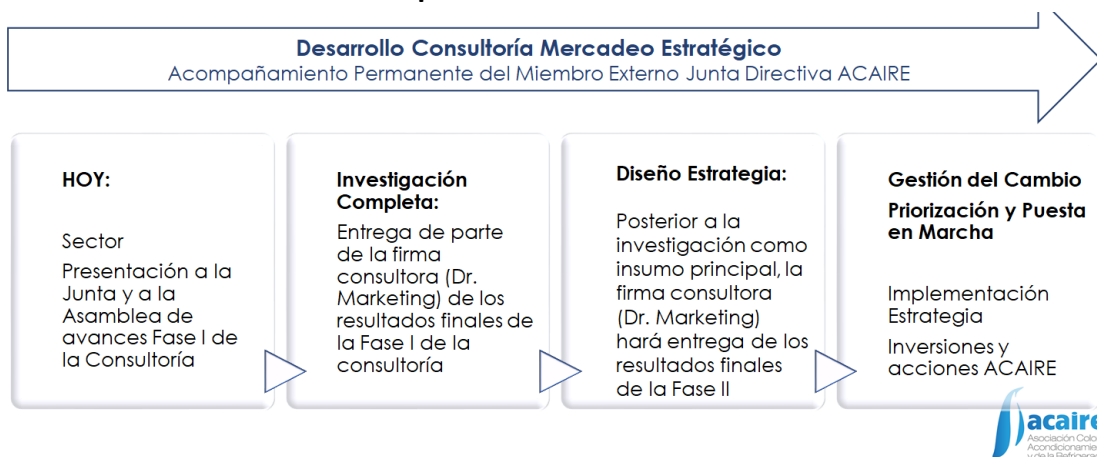 Desarrollo Consultoría Mercadeo Estratégico
Acompañamiento Permanente del Miembro Externo Junta Directiva ACAIRE
HOY:
Sector
Presentación a la
Junta y a la
Asamblea de
avances Fase I de
la Consultoría
Investigación
Completa:
Entrega de parte
de la firma
consultora (Dr.
Marketing) de los
resultados finales de
la Fase I de la
consultoría
Diseño Estrategia:
Posterior a la
investigación como
insumo principal, la
firma consultora
(Dr. Marketing)
hará entrega de los
resultados finales
de la Fase II
Gestión del Cambio
Priorización y Puesta
en Marcha
Implementación
Estrategia
Inversiones y
acciones ACAIRE
acaire
Asociación